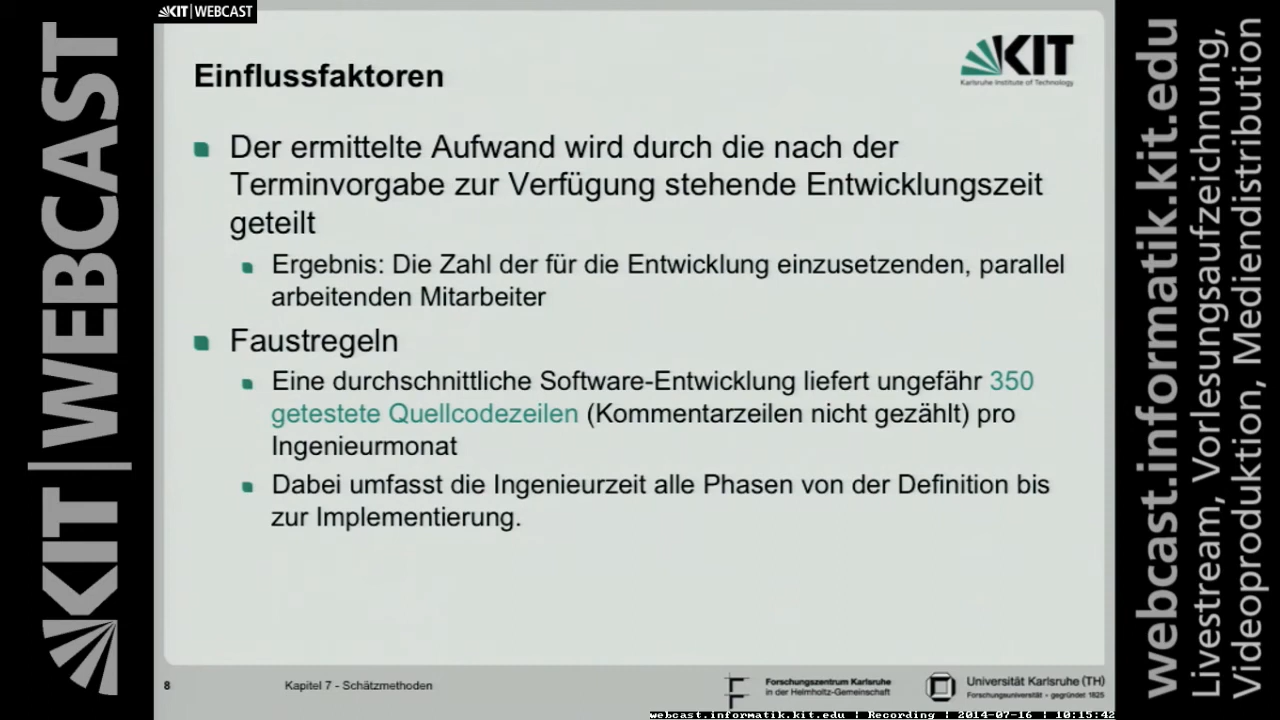 KIT | WEBCAST
KIT | WEBCAST
Einflussfaktoren
KIT
Karlsruhe Institute of Technology
Der ermittelte Aufwand wird durch die nach der
Terminvorgabe zur Verfügung stehende Entwicklungszeit
geteilt
Ergebnis: Die Zahl der für die Entwicklung einzusetzenden, parallel
arbeitenden Mitarbeiter
Faustregeln
Eine durchschnittliche Software-Entwicklung liefert ungefähr 350
getestete Quellcodezeilen (Kommentarzeilen nicht gezählt) pro
Ingenieurmonat
Dabei umfasst die Ingenieurzeit alle Phasen von der Definition bis
zur Implementierung.
8
Kapitel 7 - Schätzmethoden
Forschungszentrum Karlsruhe
in der Helmholtz-Gemeinschaft
Universität Karlsruhe (TH)
Forschungsuniversität - gegründet 1825
webcast.informatik.kit.edu | Recording | 2014-07-16 | 10:15:42
webcast.informatik.kit.edu
Livestream, Vorlesungsaufzeichnung,
Videoproduktion, Mediendistribution